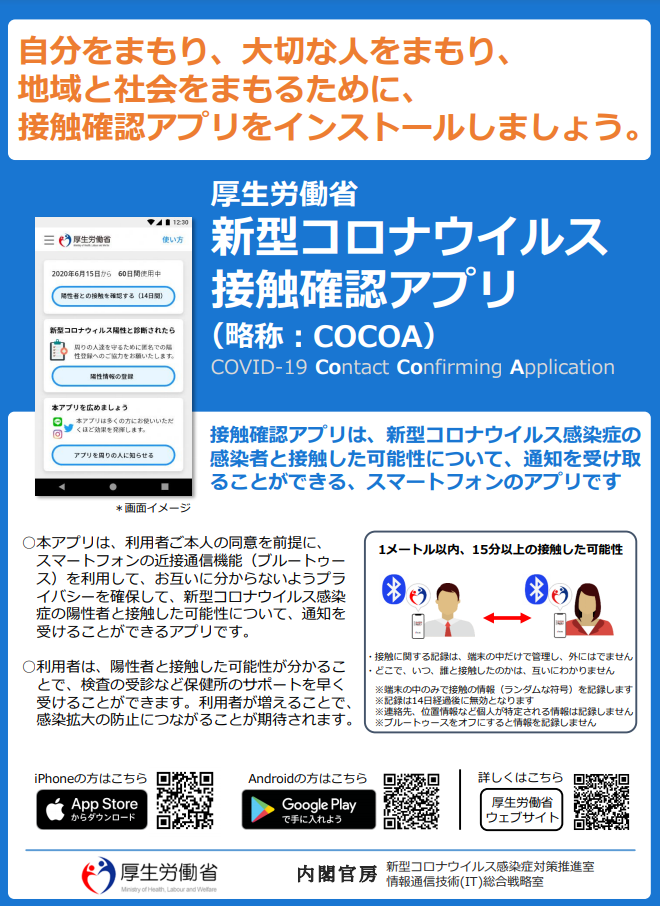 自分をまもり、大切な人をまもり、
地域と社会をまもるために、
接触確認アプリをインストールしましょう。
厚生労働省
新型コロナウイルス
接触確認アプリ
（略称：COCOA）
COVID-19 Contact Confirming Application
12:30
厚生労働省
使い方
2020年6月15日から 60日間使用中
陽性者との接触を確認する（14日間）
新型コロナウィルス陽性と診断されたら
周りの人達を守るために匿名での陽
性登録へのご協力をお願いいたします。
陽性情報の登録
本アプリを広めましょう
本アプリは多くの方にお使いいただ
くほど効果を発揮します。
アプリを周りの人に知らせる
＊画面イメージ
接触確認アプリは、新型コロナウイルス感染症の
感染者と接触した可能性について、通知を受け取
ることができる、スマートフォンのアプリです
○本アプリは、利用者ご本人の同意を前提に、
スマートフォンの近接通信機能（ブルートゥー
ス）を利用して、お互いに分からないようプラ
イバシーを確保して、新型コロナウイルス感染
症の陽性者と接触した可能性について、通知を
受けることができるアプリです。
○利用者は、陽性者と接触した可能性が分かるこ
とで、検査の受診など保健所のサポートを早く
受けることができます。利用者が増えることで、
感染拡大の防止につながることが期待されます。
1メートル以内、15分以上の接触した可能性
・接触に関する記録は、端末の中だけで管理し、外にはでません
・どこで、いつ、誰と接触したのかは、互いにわかりません
※端末の中のみで接触の情報（ランダムな符号）を記録します
※記録は14日経過後に無効となります
※連絡先、位置情報など個人が特定される情報は記録しません
※ブルートゥースをオフにすると情報を記録しません
iPhoneの方はこちら
App Store
からダウンロード
Androidの方はこちら
Google Play
で手に入れよう
詳しくはこちら
厚生労働省
ウェブサイト
厚生労働省
Ministry of Health, Labour and Welfare
内閣官房
新型コロナウイルス感染症対策推進室
情報通信技術(IT)総合戦略室